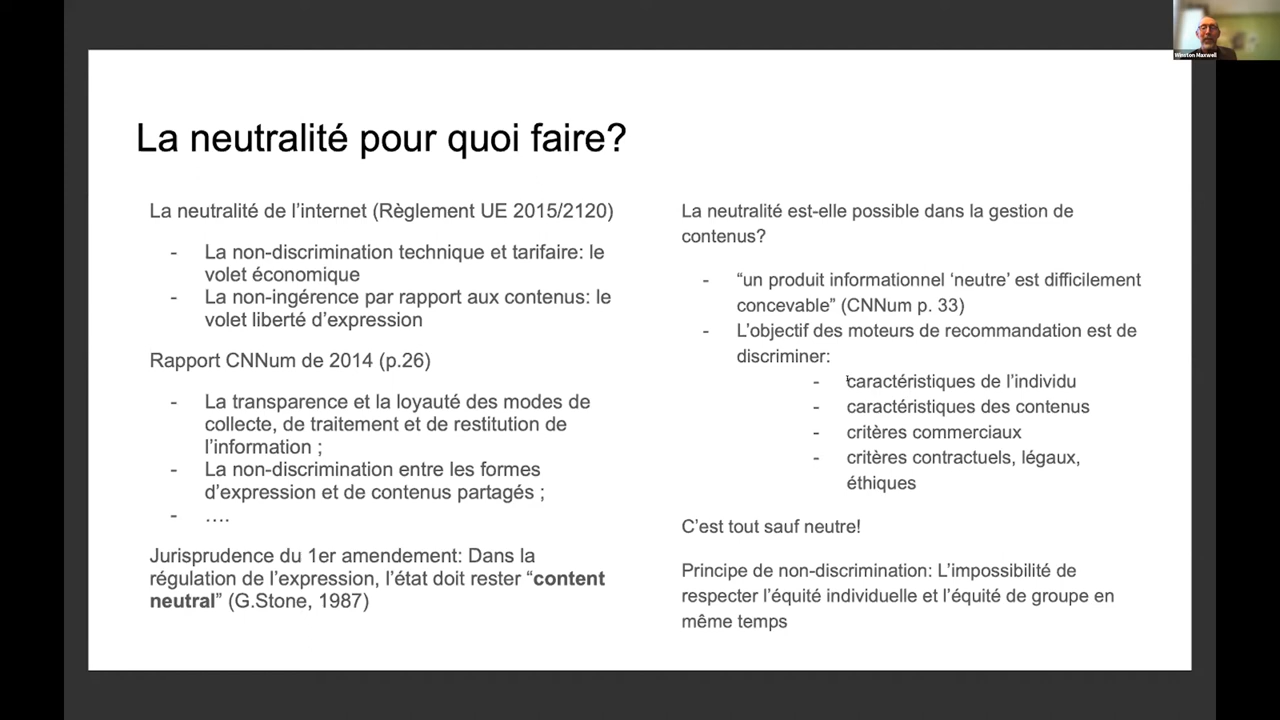 Winston Maxwell
La neutralité pour quoi faire?
La neutralité de l’internet (Règlement UE 2015/2120)
- La non-discrimination technique et tarifaire: le
volet économique
- La non-ingérence par rapport aux contenus: le
volet liberté d’expression
Rapport CNNum de 2014 (p.26)
- La transparence et la loyauté des modes de
collecte, de traitement et de restitution de
l’information ;
- La non-discrimination entre les formes
d’expression et de contenus partagés ;
- ….
Jurisprudence du 1er amendement: Dans la
régulation de l’expression, l’état doit rester “content
neutral” (G.Stone, 1987)
La neutralité est-elle possible dans la gestion de
contenus?
- “un produit informationnel ‘neutre’ est difficilement
concevable” (CNNum p. 33)
- L’objectif des moteurs de recommandation est de
discriminer:
- caractéristiques de l’individu
- caractéristiques des contenus
- critères commerciaux
- critères contractuels, légaux,
éthiques
C’est tout sauf neutre!
Principe de non-discrimination: L’impossibilité de
respecter l’équité individuelle et l’équité de groupe en
même temps